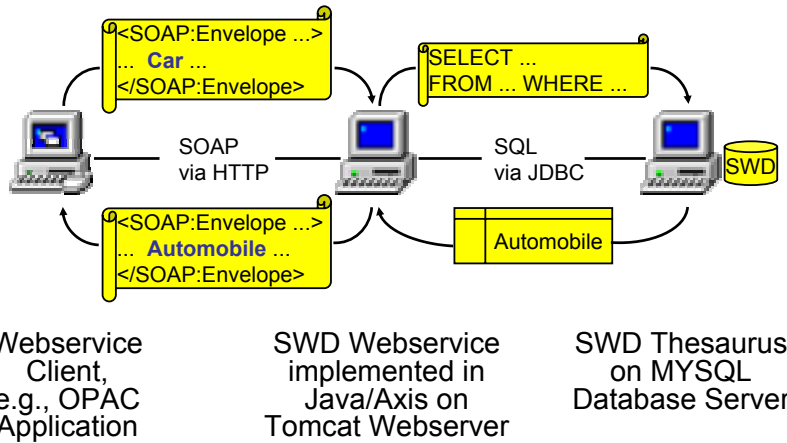 <SOAP:Envelope ...>
... Car ...
</SOAP:Envelope>
SELECT ...
FROM ... WHERE ...
SOAP
via HTTP
SQL
via JDBC
SWD
<SOAP:Envelope ...>
... Automobile ...
</SOAP:Envelope>
Automobile
Webservice
Client,
e.g., OPAC
Application
SWD Webservice
implemented in
Java/Axis on
Tomcat Webserver
SWD Thesaurus
on MYSQL
Database Server